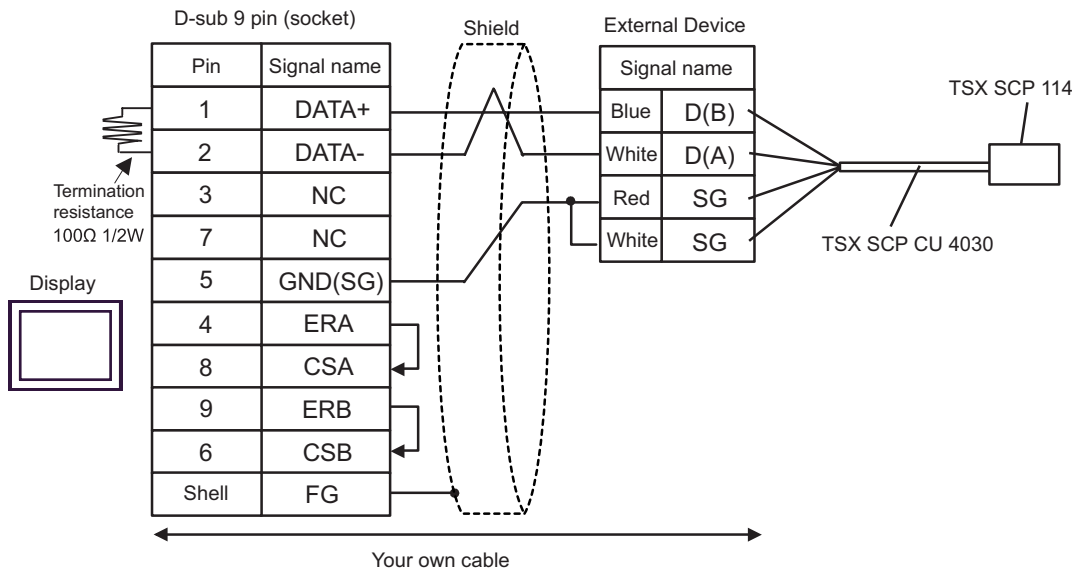 D-sub 9 pin (socket)
Shield
External Device
Pin Signal name
1 DATA+
2 DATA-
3 NC
7 NC
5 GND(SG)
4 ERA
8 CSA
9 ERB
6 CSB
Shell FG
Termination
resistance
100Ω 1/2W
Display
Signal name
Blue D(B)
White D(A)
Red SG
White SG
TSX SCP 114
TSX SCP CU 4030
Your own cable